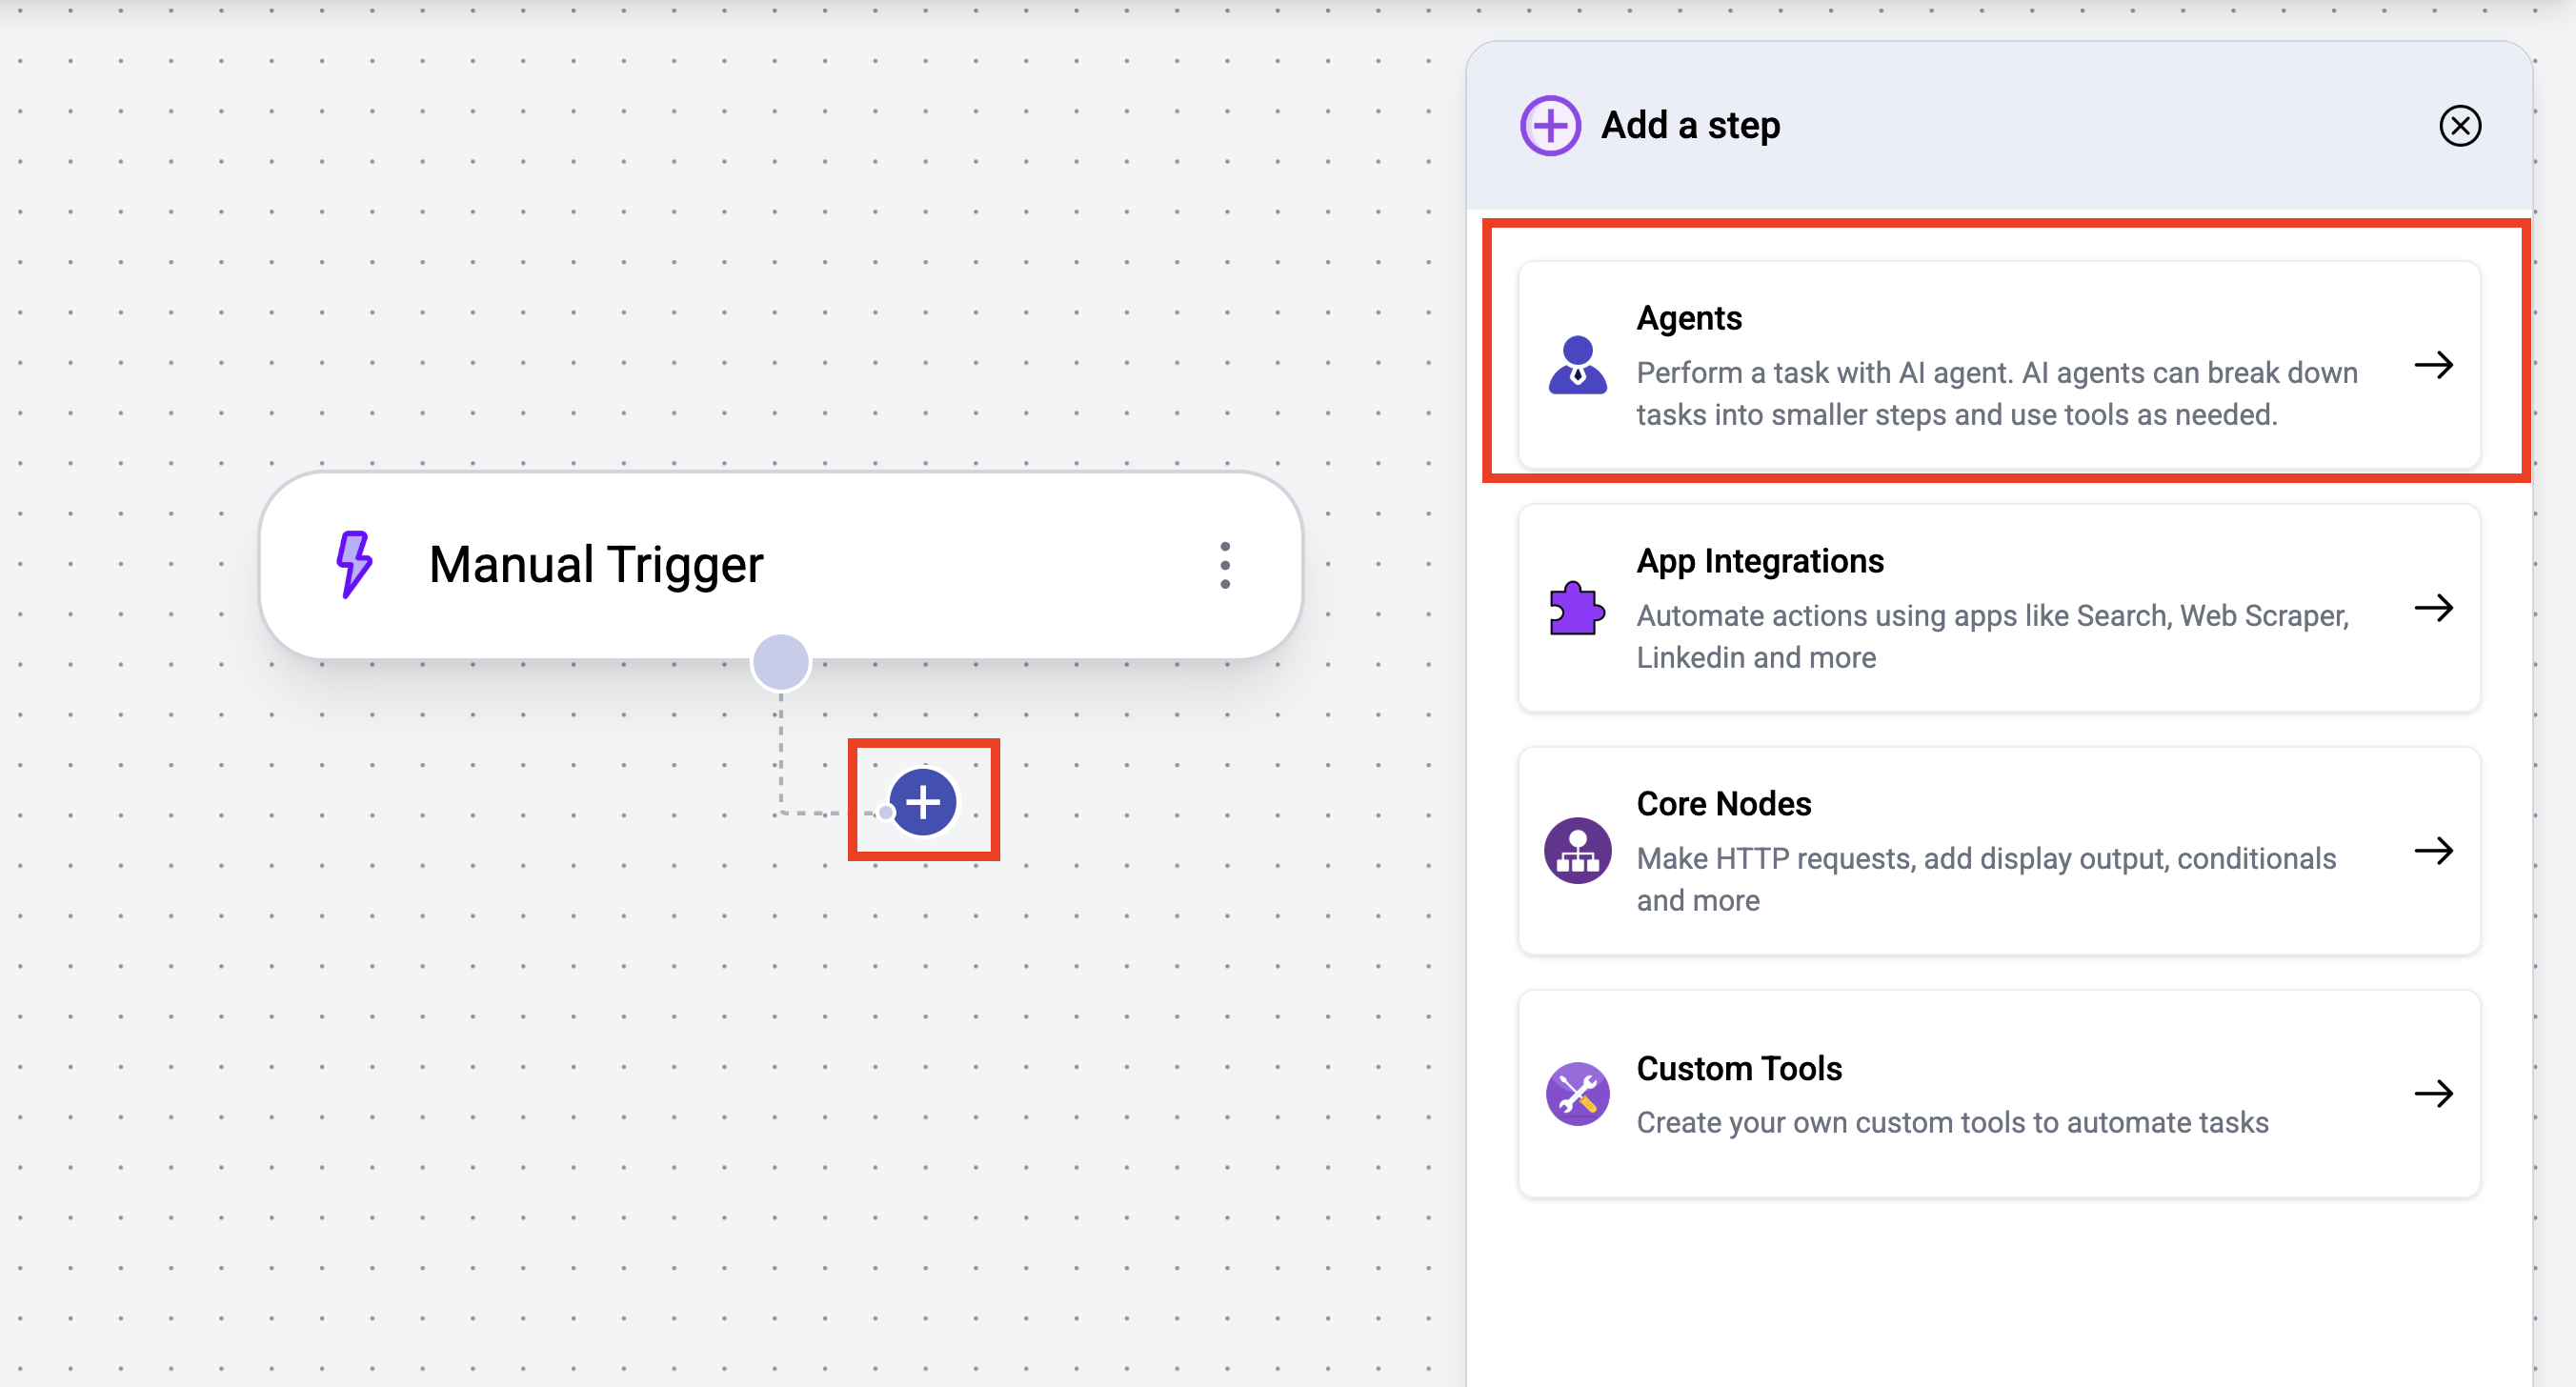 Add a step
Agents
Perform a task with AI agent. AI agents can break down
tasks into smaller steps and use tools as needed.
Manual Trigger
App Integrations
Automate actions using apps like Search, Web Scraper,
Linkedin and more
Core Nodes
Make HTTP requests, add display output, conditionals
and more
Custom Tools
Create your own custom tools to automate tasks